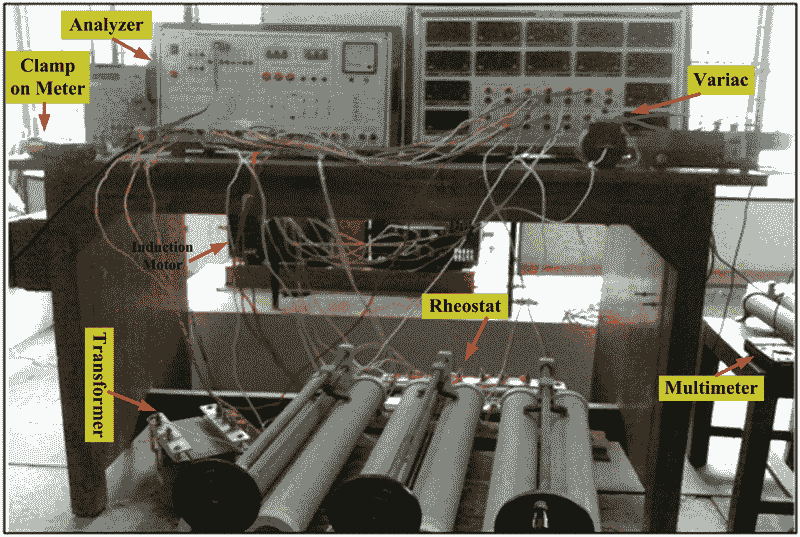 Analyzer
Clamp
on Meter
Variac
Induction
Motor
Rheostat
Transformer
Multimeter